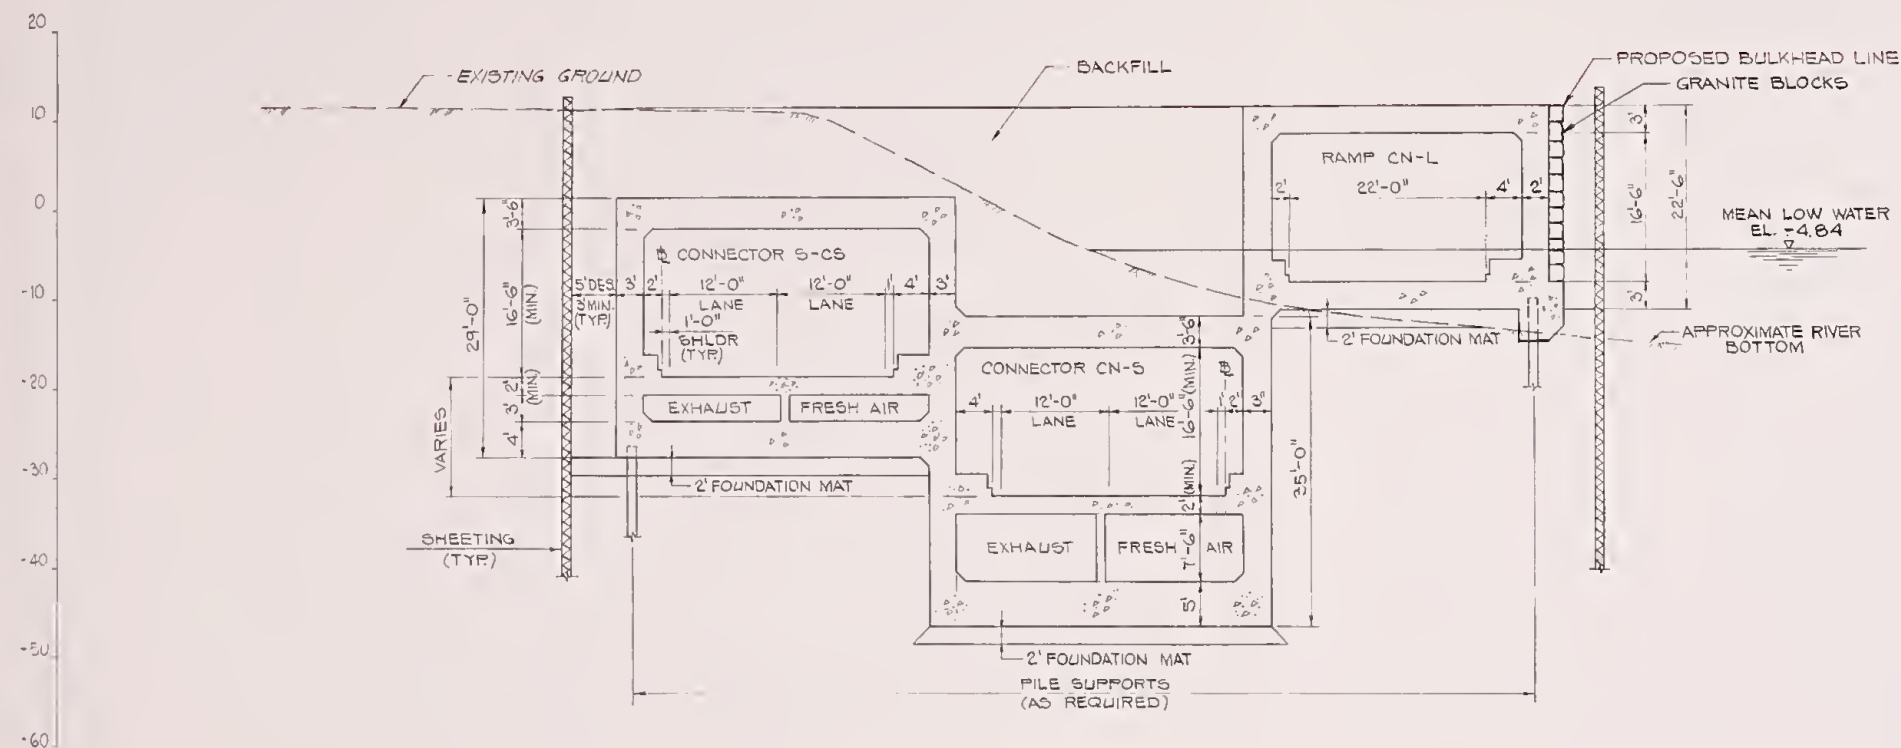 20
10
0
-10
-20
-30
-40
-50
-60
EXISTING GROUND
BACKFILL
PROPOSED BULKHEAD LINE
GRANITE BLOCKS
RAMP CN-L
2'
22'-0"
4'
2'
3'
16'-6"
3'
22'-6"
MEAN LOW WATER
EL. -4.84
29'-0"
3'-6"
16'-6"
(MIN.)
2'
(MIN.)
3'
4'
VARIES
5' DES.
3' MIN.
(TYP.)
CONNECTOR S-CS
3'
2'
12'-0"
LANE
12'-0"
LANE
1'
4'
3'
1'-0"
SHLDR
(TYP.)
EXHAUST
FRESH AIR
2' FOUNDATION MAT
SHEETING
(TYP.)
CONNECTOR CN-S
4'
12'-0"
LANE
12'-0"
LANE
1'
2'
3"
3'-6"
16'-6" (MIN.)
2' (MIN.)
7'-6"
5'
35'-0"
EXHAUST
FRESH AIR
2' FOUNDATION MAT
APPROXIMATE RIVER
BOTTOM
2' FOUNDATION MAT
PILE SUPPORTS
(AS REQUIRED)